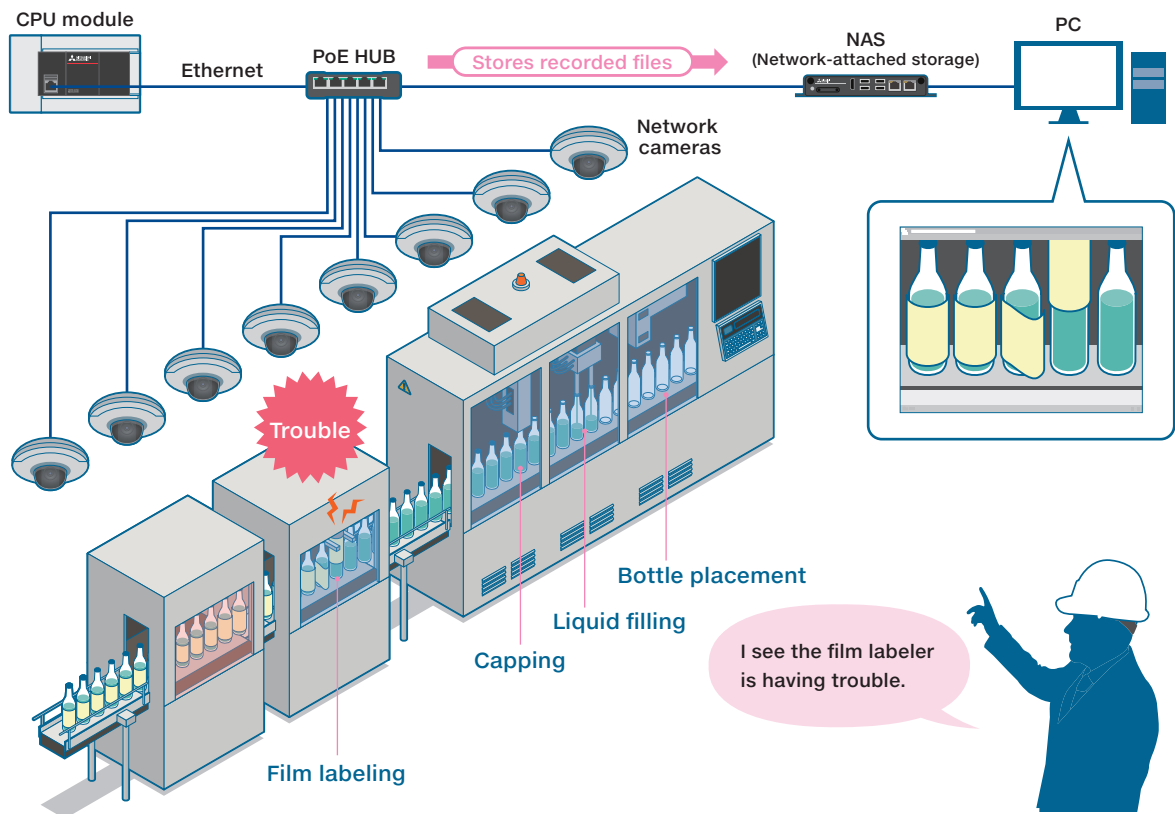 CPU module
Ethernet
PoE HUB
Stores recorded files
NAS
(Network-attached storage)
PC
Network
cameras
Trouble
Bottle placement
Liquid filling
Capping
Film labeling
I see the film labeler
is having trouble.